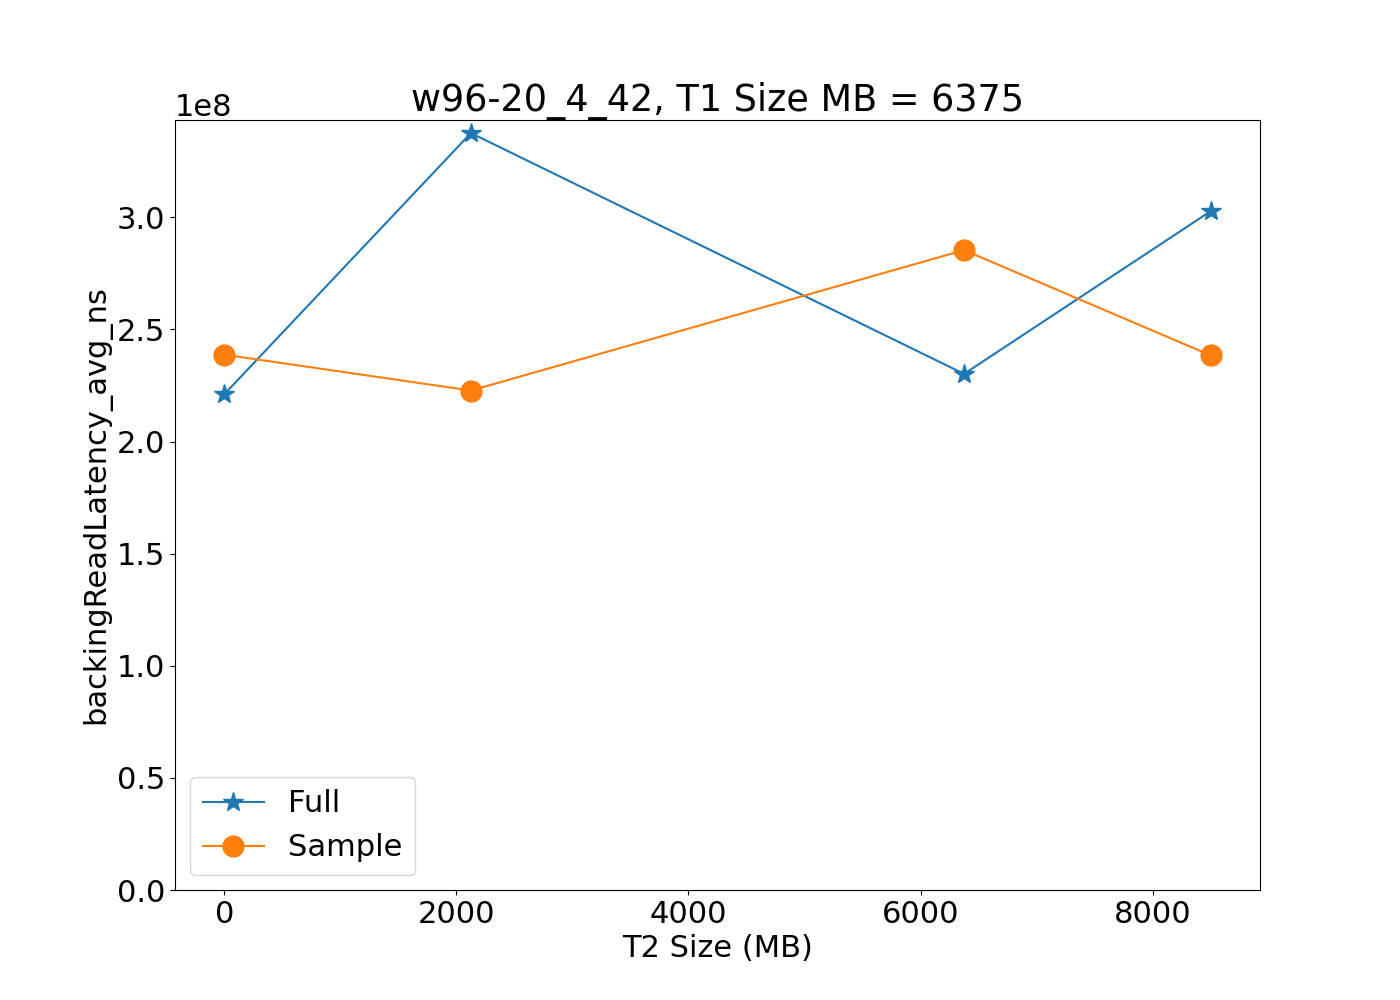 w96-20_4_42, T1 Size MB = 6375
1e8
3.0
2.5
2.0
1.5
1.0
0.5
0.0
backingReadLatency_avg_ns
Full
Sample
0 2000 4000 6000 8000
T2 Size (MB)